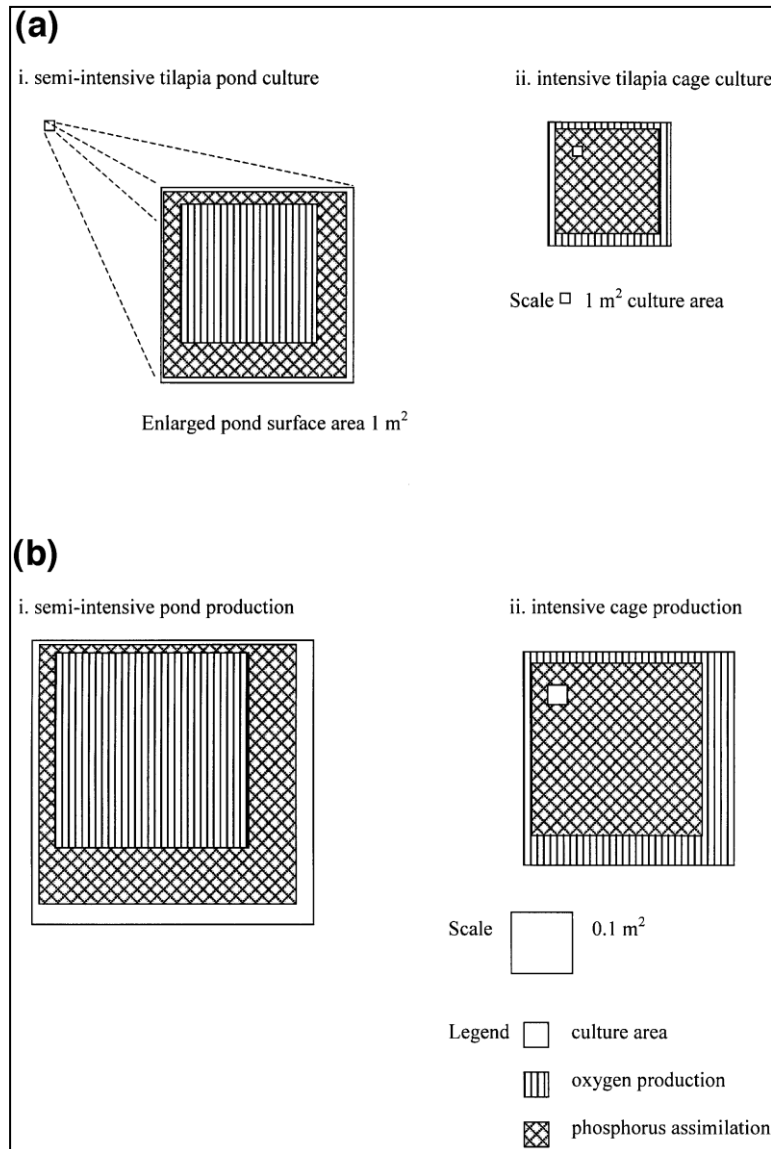 (a)
i. semi-intensive tilapia pond culture
ii. intensive tilapia cage culture
Scale 1 m² culture area
Enlarged pond surface area 1 m²
(b)
i. semi-intensive pond production
ii. intensive cage production
Scale 0.1 m²
Legend culture area
oxygen production
phosphorus assimilation